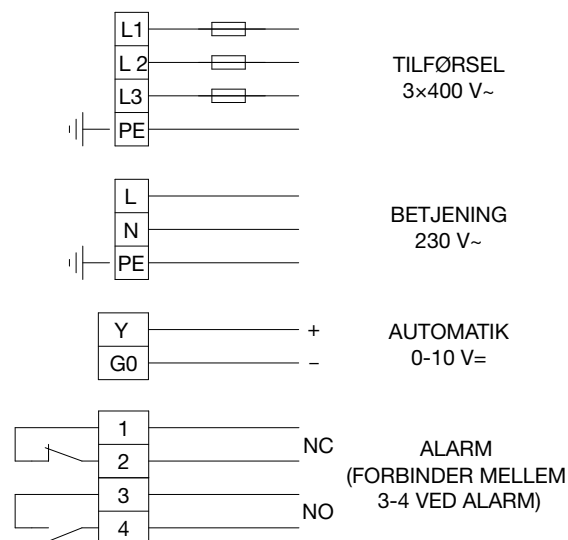 L1
L 2
L3
PE
TILFØRSEL
3×400 V~
L
N
PE
BETJENING
230 V~
Y
G0
+
–
AUTOMATIK
0-10 V=
1
2
3
4
NC
NO
ALARM
(FORBINDER MELLEM
3-4 VED ALARM)